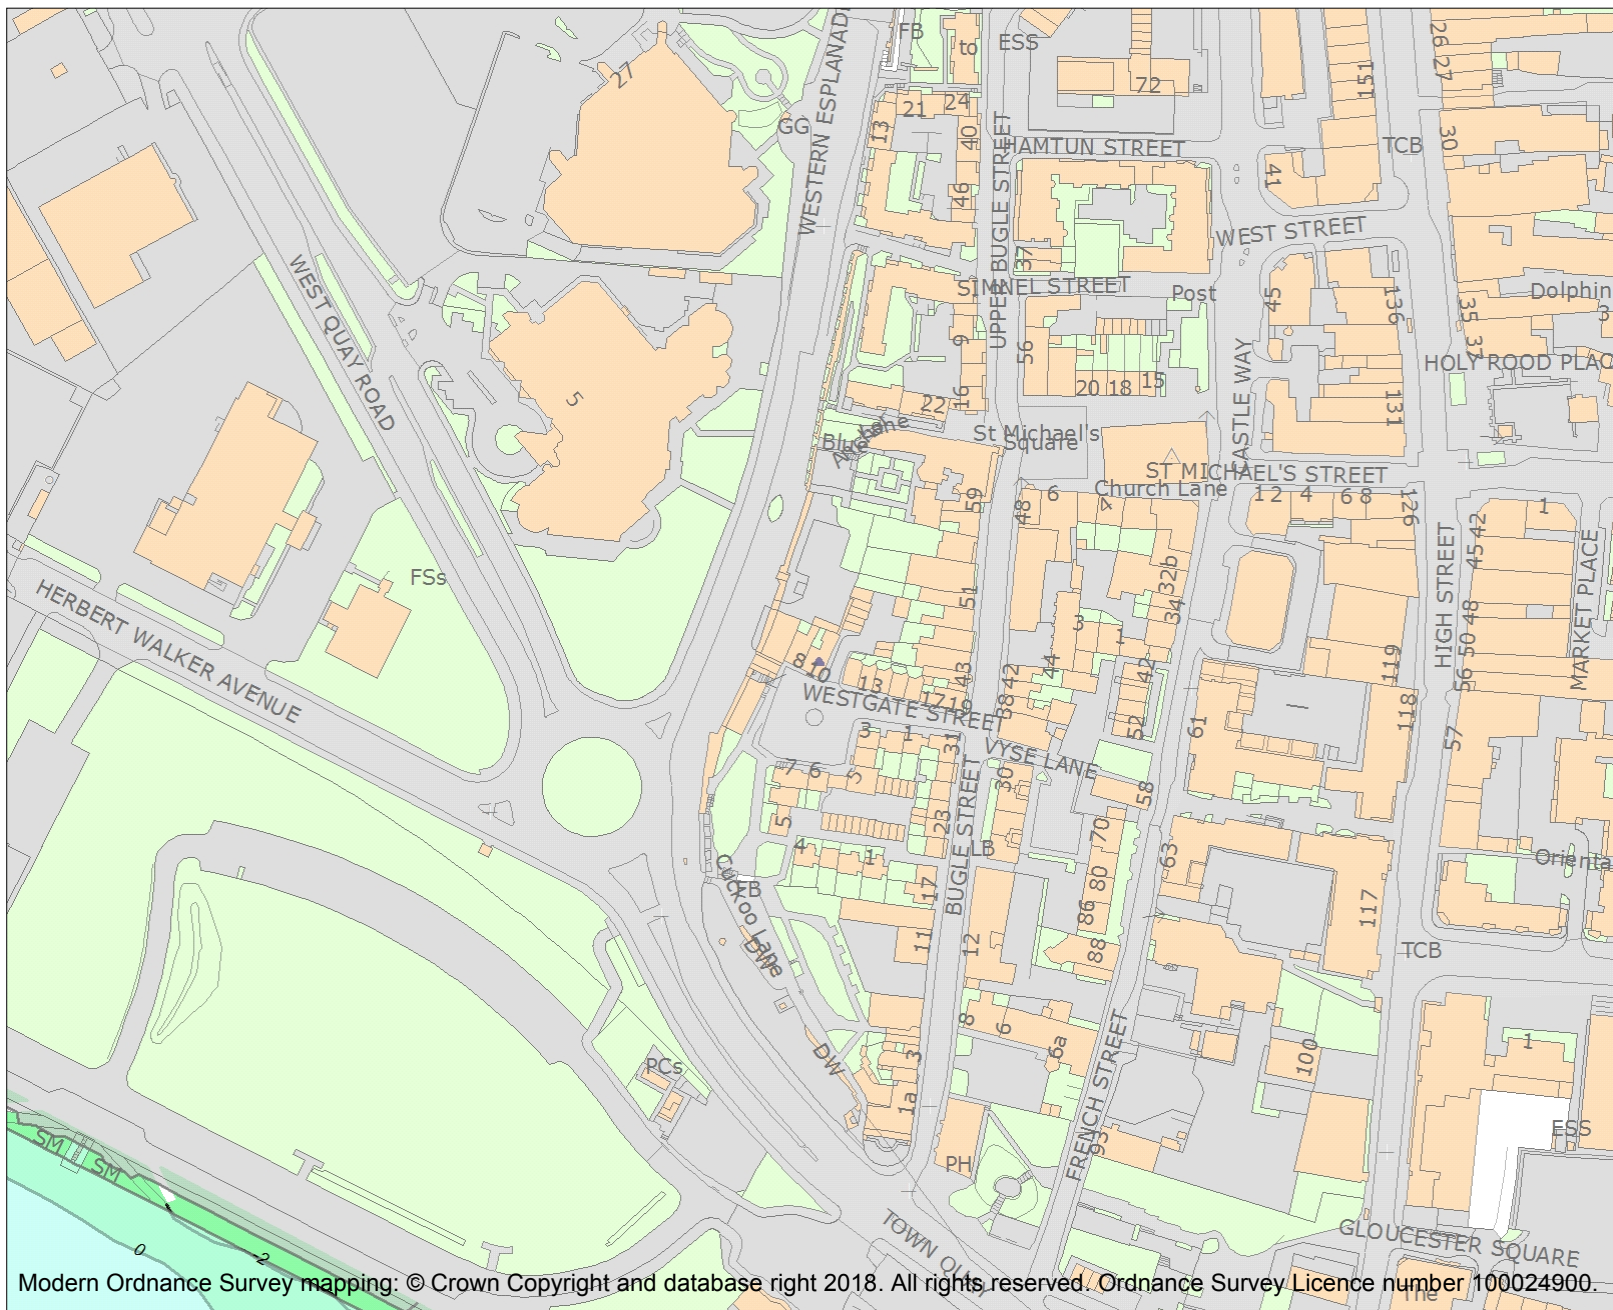 FB
to
ESS
26
27
27
151
72
WESTERN ESPLANADE
21
24
GG
13
40
HAMTUN STREET
TCB
30
46
41
UPPER BUGLE STREET
WEST STREET
37
SIMNEL STREET
Post
Dolphin
45
136
35
37
3
WEST QUAY ROAD
9
56
HOLY ROOD PLAC
CASTLE WAY
5
20
18
15
16
22
131
Blue
Anchor
Lane
St Michael's
Square
ST MICHAEL'S STREET
Church Lane
59
48
6
4
1
2
4
6
8
126
1
42
45
HIGH STREET
MARKET PLACE
FSs
HERBERT WALKER AVENUE
51
32b
34
3
1
48
50
56
8
10
13
17
19
43
42
38
44
42
119
118
WESTGATE STREET
52
61
57
3
1
31
VYSE LANE
7
6
5
30
58
5
23
BUGLE STREET
70
LB
63
4
1
Orienta
Cuckoo Lane
FB
17
80
86
117
DW
11
12
88
TCB
8
6
6a
DW
3
1
100
PCs
1a
FRENCH STREET
93
ESS
SM
SM
PH
TOWN QUAY
GLOUCESTER SQUARE
0
-2
The
Modern Ordnance Survey mapping: © Crown Copyright and database right 2018. All rights reserved. Ordnance Survey Licence number 100024900.